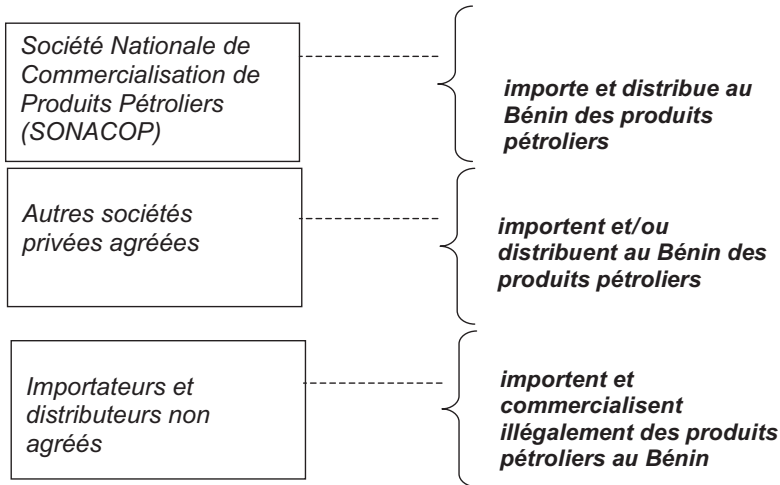 Société Nationale de
Commercialisation de
Produits Pétroliers
(SONACOP)
importe et distribue au
Bénin des produits
pétroliers
Autres sociétés
privées agréées
importent et/ou
distribuent au Bénin des
produits pétroliers
Importateurs et
distributeurs non
agréés
importent et
commercialisent
illégalement des produits
pétroliers au Bénin